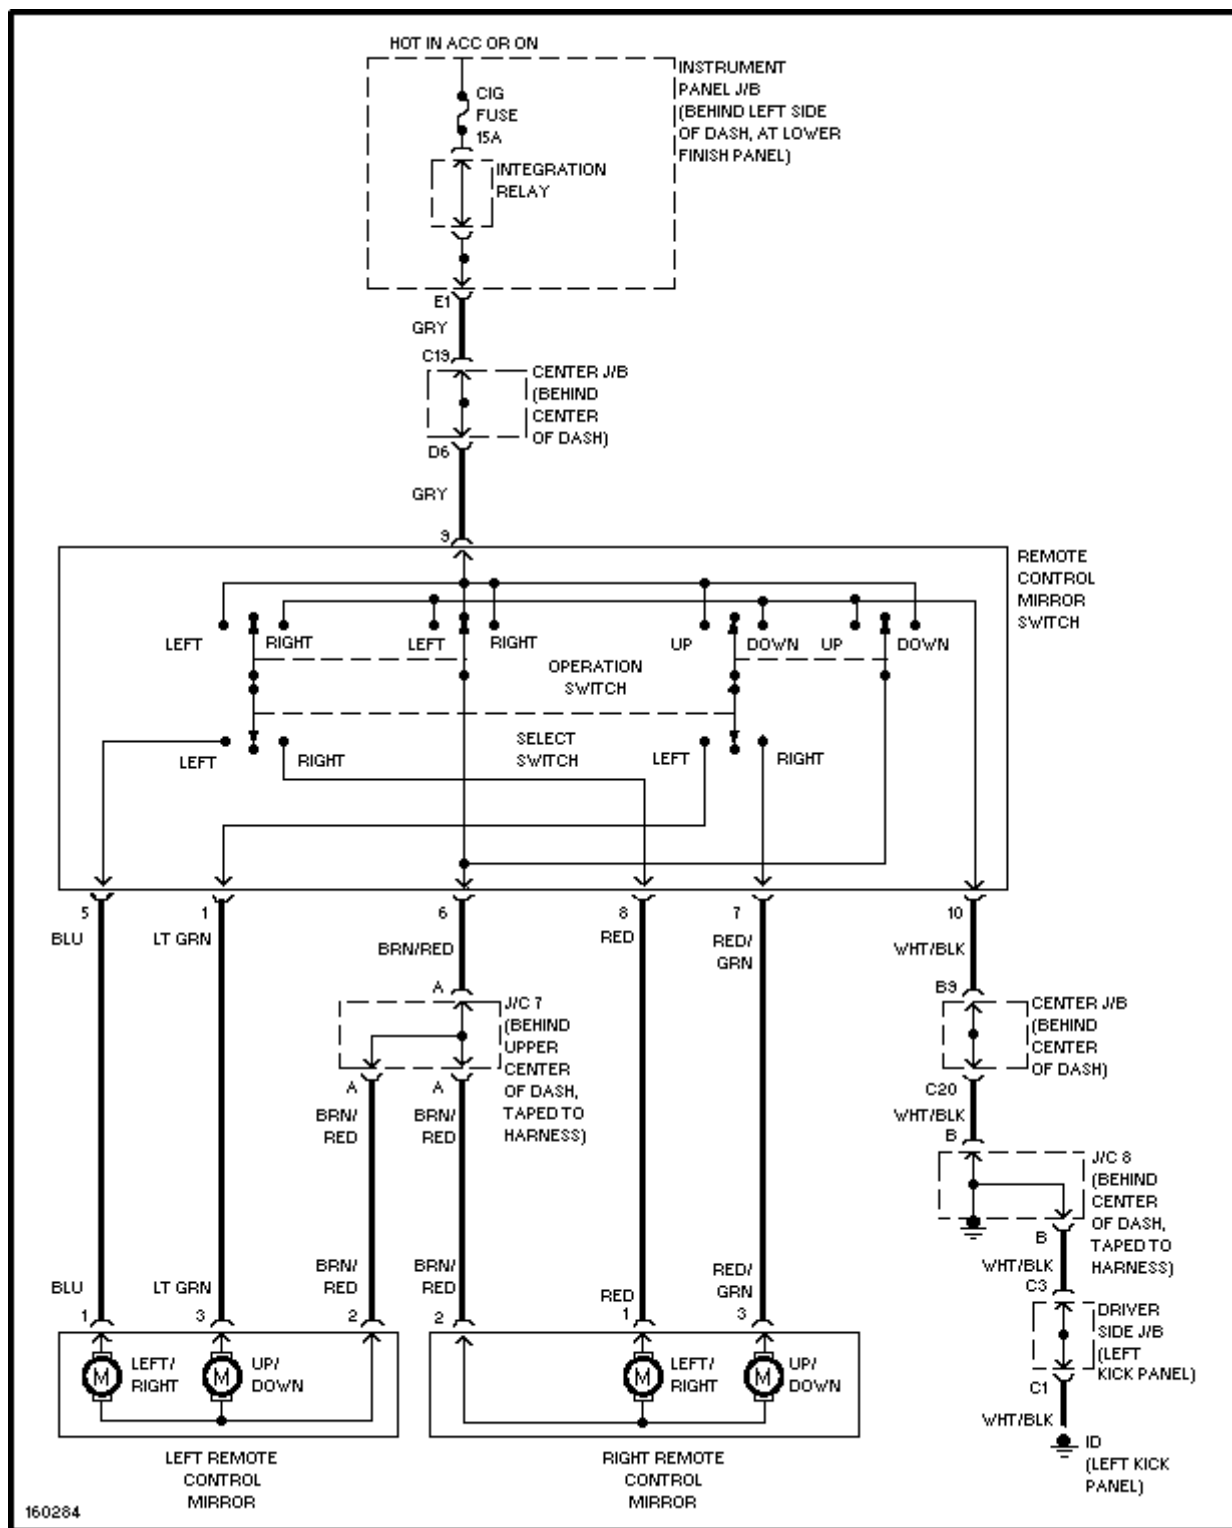 HOT IN ACC OR ON
INSTRUMENT
PANEL J/B
(BEHIND LEFT SIDE
OF DASH, AT LOWER
FINISH PANEL)
CIG
FUSE
15A
INTEGRATION
RELAY
E1
GRY
C19
CENTER J/B
(BEHIND
CENTER
OF DASH)
D6
GRY
9
REMOTE
CONTROL
MIRROR
SWITCH
LEFT
RIGHT
LEFT
RIGHT
UP
DOWN
UP
DOWN
OPERATION
SWITCH
SELECT
SWITCH
LEFT
RIGHT
LEFT
RIGHT
5
1
6
8
7
10
BLU
LT GRN
BRN/RED
RED
RED/
GRN
WHT/BLK
A
J/C 7
(BEHIND
UPPER
CENTER
OF DASH,
TAPED TO
HARNESS)
B9
CENTER J/B
(BEHIND
CENTER
OF DASH)
A
A
BRN/
RED
BRN/
RED
C20
WHT/BLK
B
J/C 8
(BEHIND
CENTER
OF DASH,
TAPED TO
HARNESS)
B
WHT/BLK
C3
BLU
LT GRN
BRN/
RED
BRN/
RED
RED
RED/
GRN
1
3
2
2
1
3
DRIVER
SIDE J/B
(LEFT
KICK PANEL)
M
LEFT/
RIGHT
M
UP/
DOWN
M
LEFT/
RIGHT
M
UP/
DOWN
C1
WHT/BLK
ID
(LEFT KICK
PANEL)
LEFT REMOTE
CONTROL
MIRROR
RIGHT REMOTE
CONTROL
MIRROR
160284